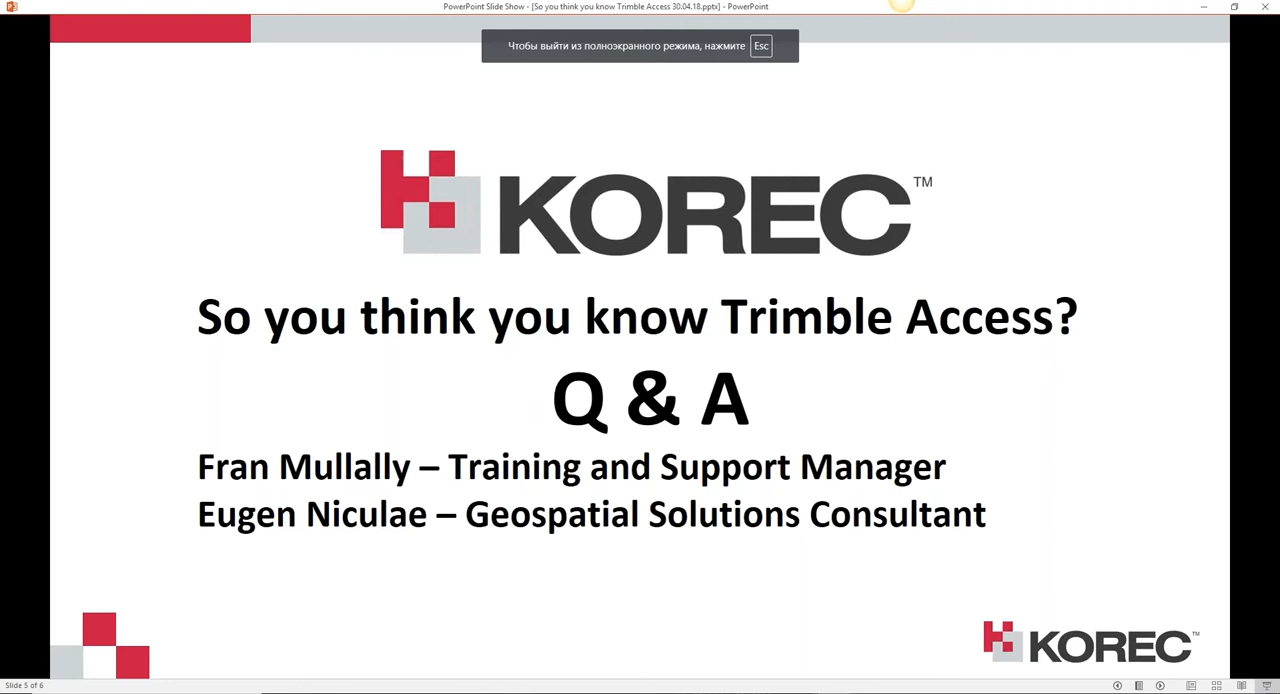 PowerPoint Slide Show - [So you think you know Trimble Access 30.04.18.pptx] - PowerPoint
Чтобы выйти из полноэкранного режима, нажмите Esc
KOREC™
So you think you know Trimble Access?
Q & A
Fran Mullally – Training and Support Manager
Eugen Niculae – Geospatial Solutions Consultant
KOREC™
Slide 5 of 6